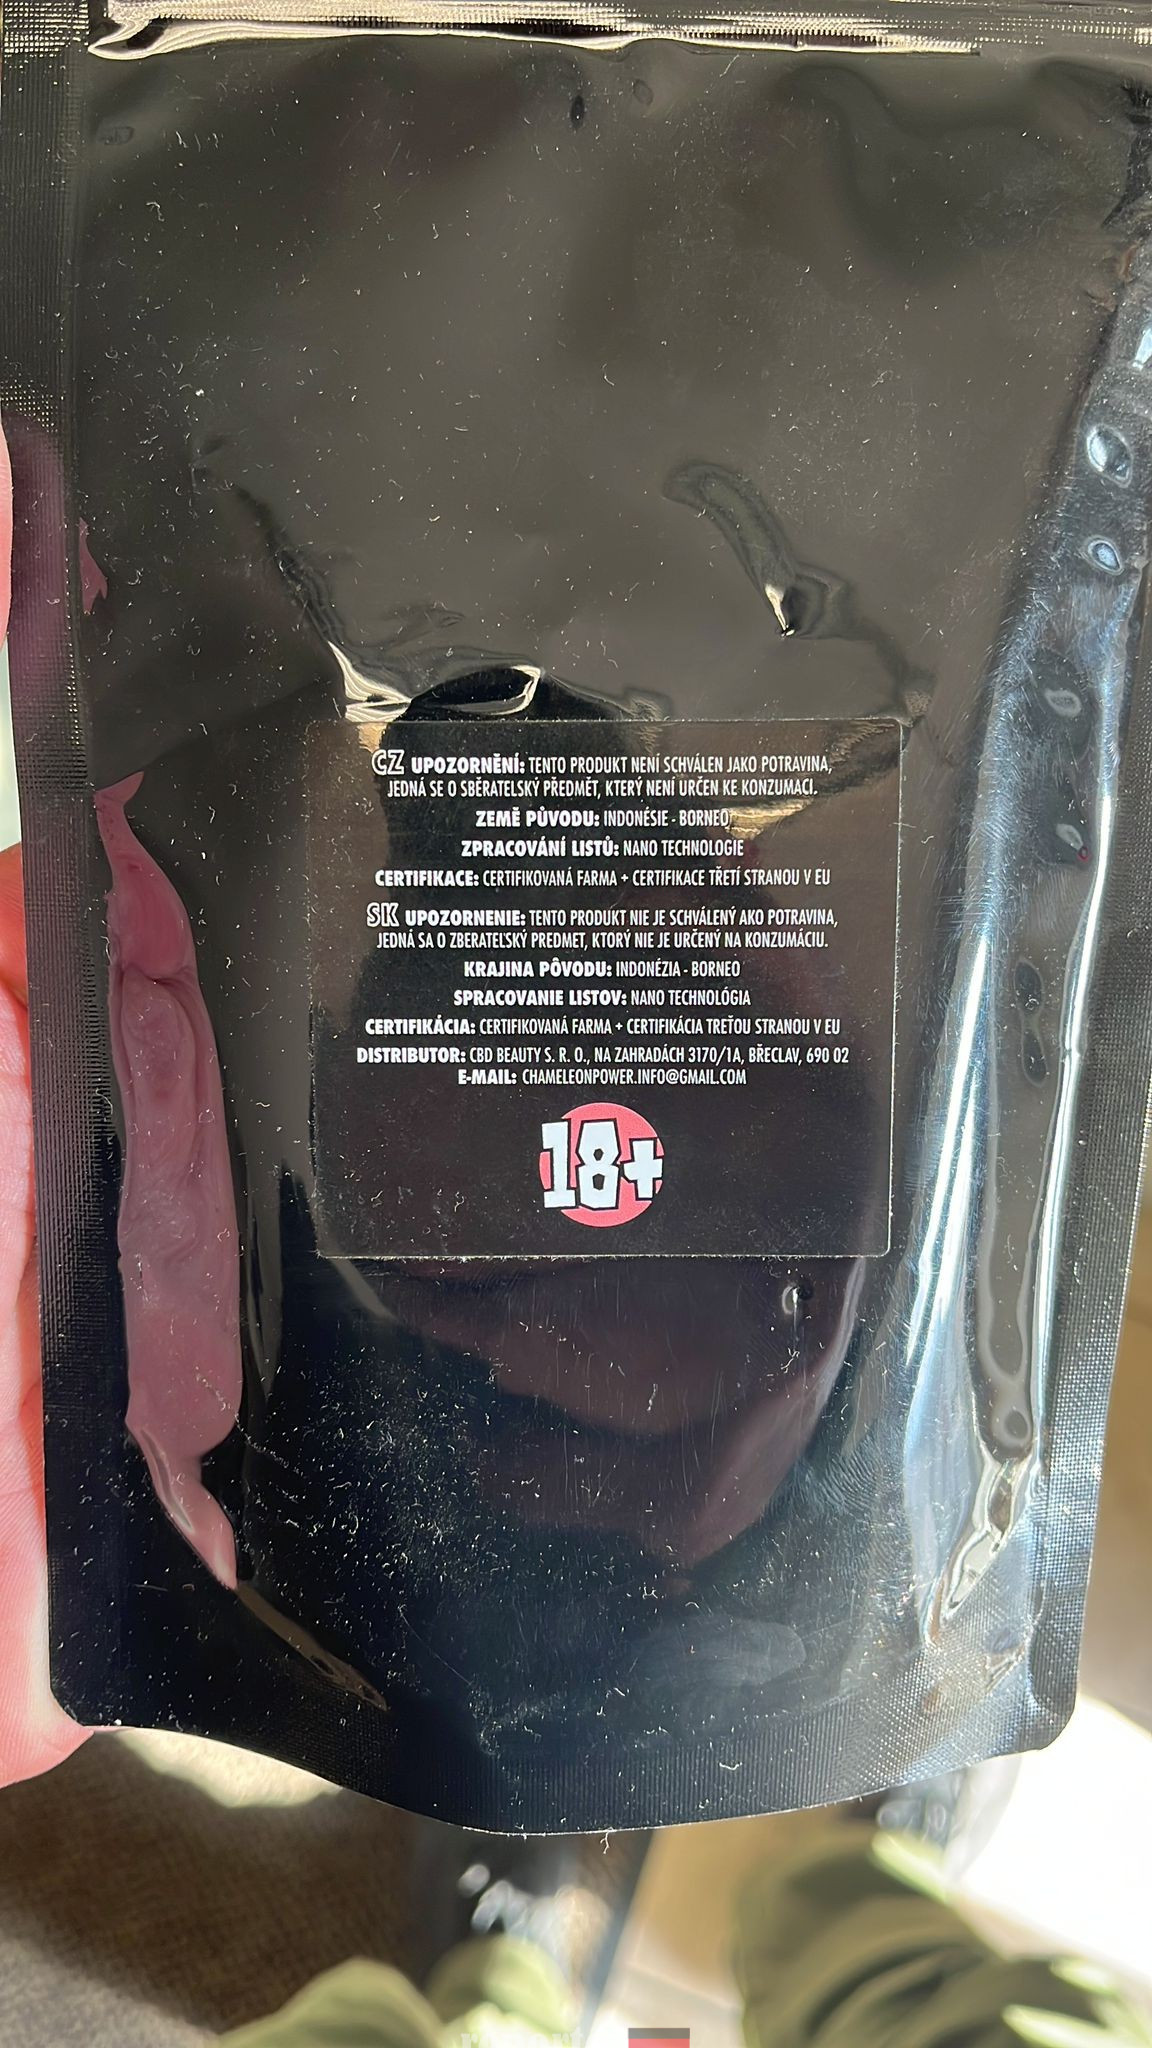 CZ UPOZORNĚNÍ: TENTO PRODUKT NENÍ SCHVÁLEN JAKO POTRAVINA,
JEDNÁ SE O SBĚRATELSKÝ PŘEDMĚT, KTERÝ NENÍ URČEN KE KONZUMACI.
ZEMĚ PŮVODU: INDONÉSIE - BORNEO
ZPRACOVÁNÍ LISTŮ: NANO TECHNOLOGIE
CERTIFIKACE: CERTIFIKOVANÁ FARMA + CERTIFIKACE TŘETÍ STRANOU V EU
SK UPOZORNENIE: TENTO PRODUKT NIE JE SCHVÁLENÝ AKO POTRAVINA,
JEDNÁ SA O ZBERATEĽSKÝ PREDMET, KTORÝ NIE JE URČENÝ NA KONZUMÁCIU.
KRAJINA PÔVODU: INDONÉZIA - BORNEO
SPRACOVANIE LISTOV: NANO TECHNOLÓGIA
CERTIFIKÁCIA: CERTIFIKOVANÁ FARMA + CERTIFIKÁCIA TREŤOU STRANOU V EU
DISTRIBUTOR: CBD BEAUTY S. R. O., NA ZAHRADÁCH 3170/1A, BŘECLAV, 690 02
E-MAIL: CHAMELEONPOWER.INFO@GMAIL.COM
18+